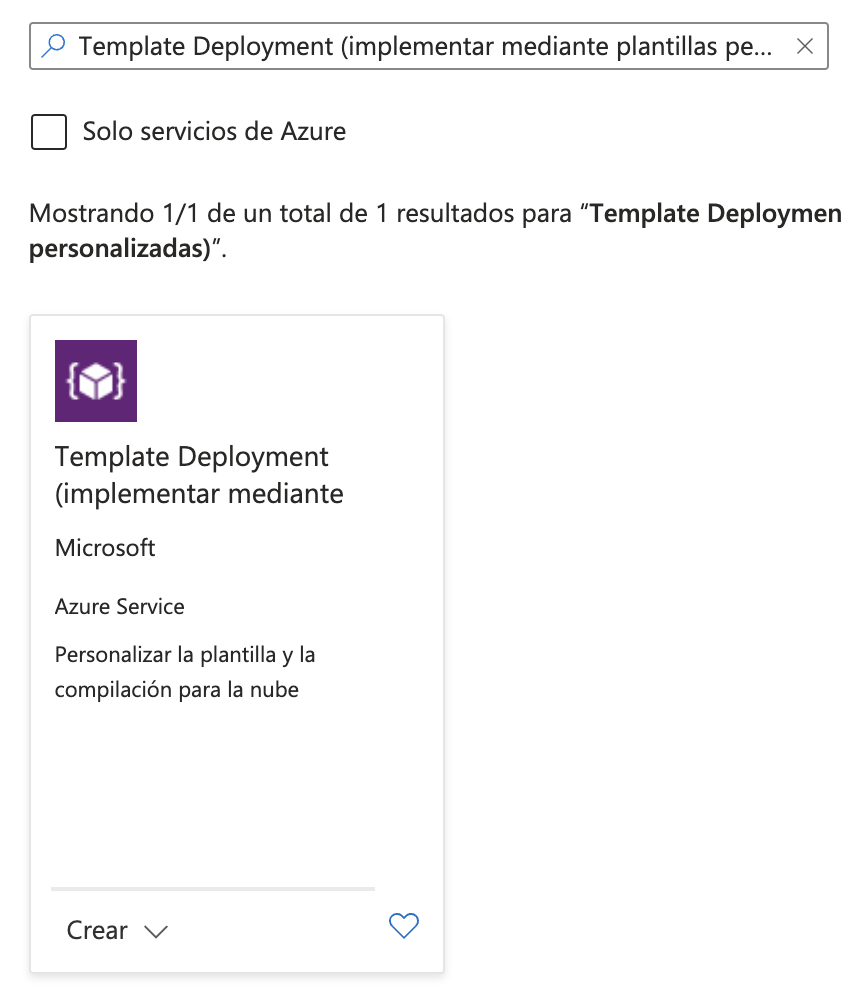 Template Deployment (implementar mediante plantillas pe...
Solo servicios de Azure
Mostrando 1/1 de un total de 1 resultados para “Template Deploymen
personalizadas)”.
Template Deployment
(implementar mediante
Microsoft
Azure Service
Personalizar la plantilla y la
compilación para la nube
Crear